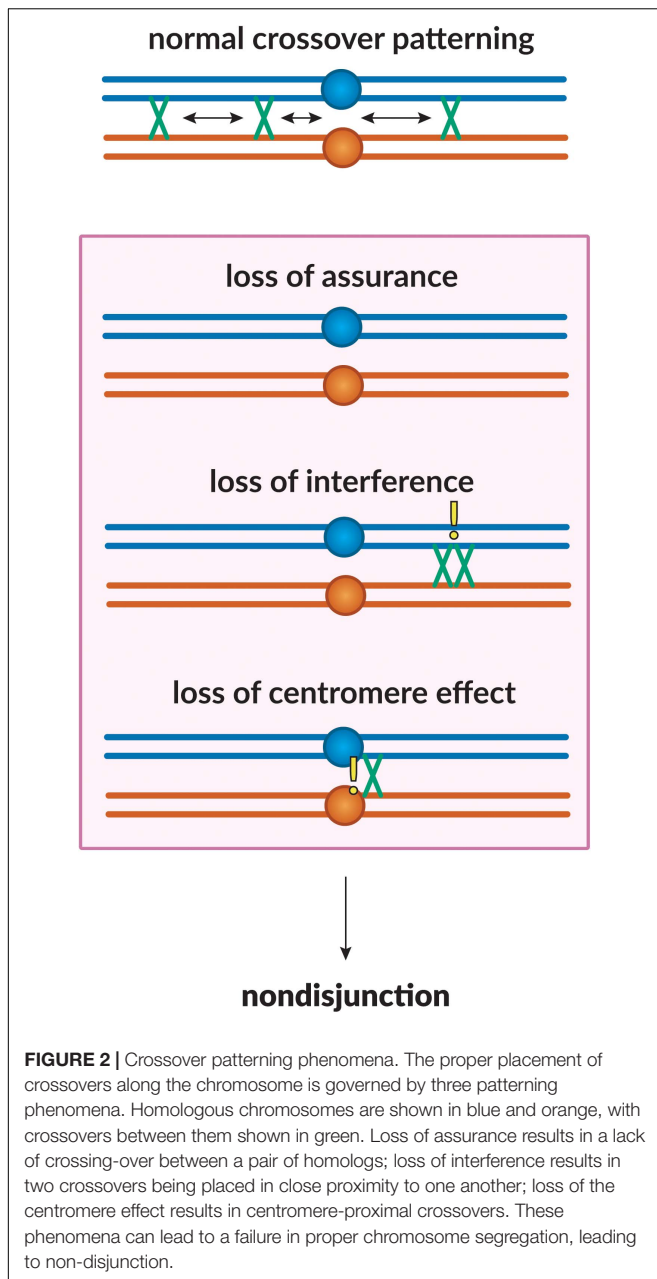 normal crossover patterning
loss of assurance
loss of interference
!
loss of centromere effect
!
nondisjunction
FIGURE 2 | Crossover patterning phenomena. The proper placement of
crossovers along the chromosome is governed by three patterning
phenomena. Homologous chromosomes are shown in blue and orange, with
crossovers between them shown in green. Loss of assurance results in a lack
of crossing-over between a pair of homologs; loss of interference results in
two crossovers being placed in close proximity to one another; loss of the
centromere effect results in centromere-proximal crossovers. These
phenomena can lead to a failure in proper chromosome segregation, leading
to non-disjunction.